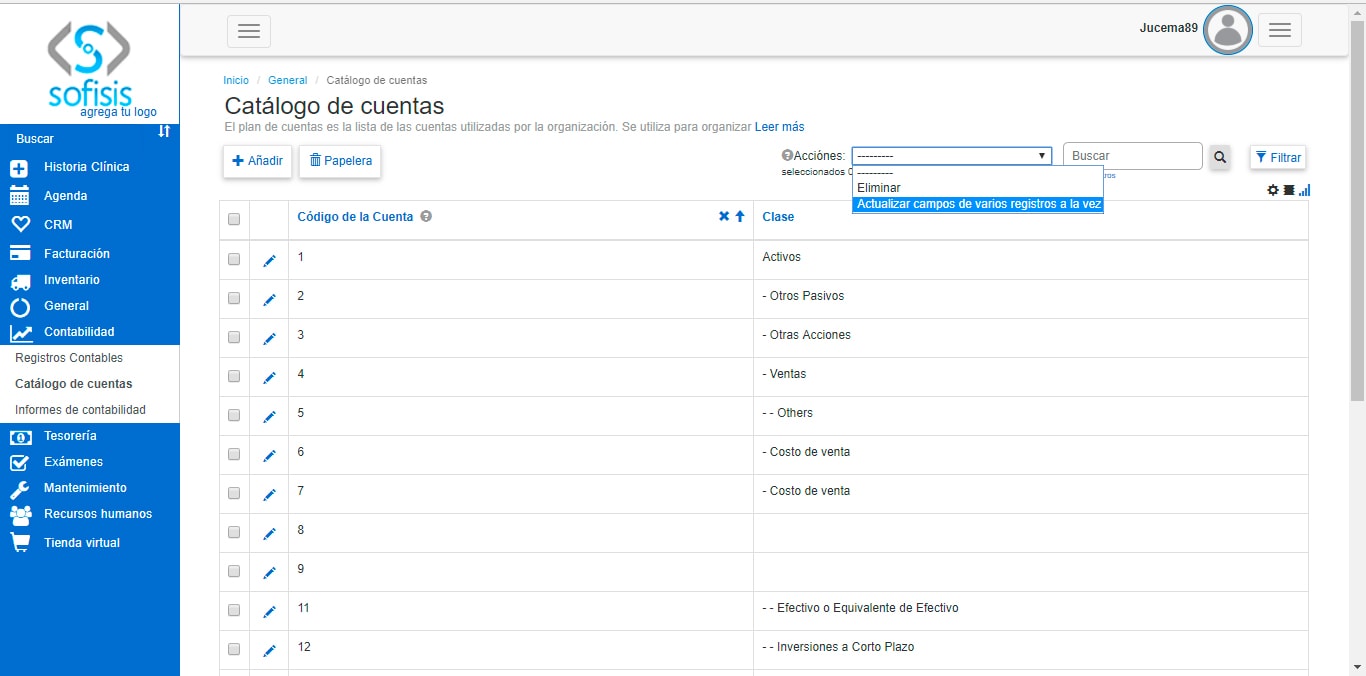 sofisis
agrega tu logo
Buscar
Historia Clínica
Agenda
CRM
Facturación
Inventario
General
Contabilidad
Registros Contables
Catálogo de cuentas
Informes de contabilidad
Tesorería
Exámenes
Mantenimiento
Recursos humanos
Tienda virtual
Jucema89
Inicio / General / Catálogo de cuentas
Catálogo de cuentas
El plan de cuentas es la lista de las cuentas utilizadas por la organización. Se utiliza para organizar Leer más
Añadir Papelera
Acciónes: --------- Buscar Filtrar
seleccionados 0
---------
Eliminar
Actualizar campos de varios registros a la vez
Código de la Cuenta Clase
1 Activos
2 - Otros Pasivos
3 - Otras Acciones
4 - Ventas
5 - - Others
6 - Costo de venta
7 - Costo de venta
8
9
11 - - Efectivo o Equivalente de Efectivo
12 - - Inversiones a Corto Plazo